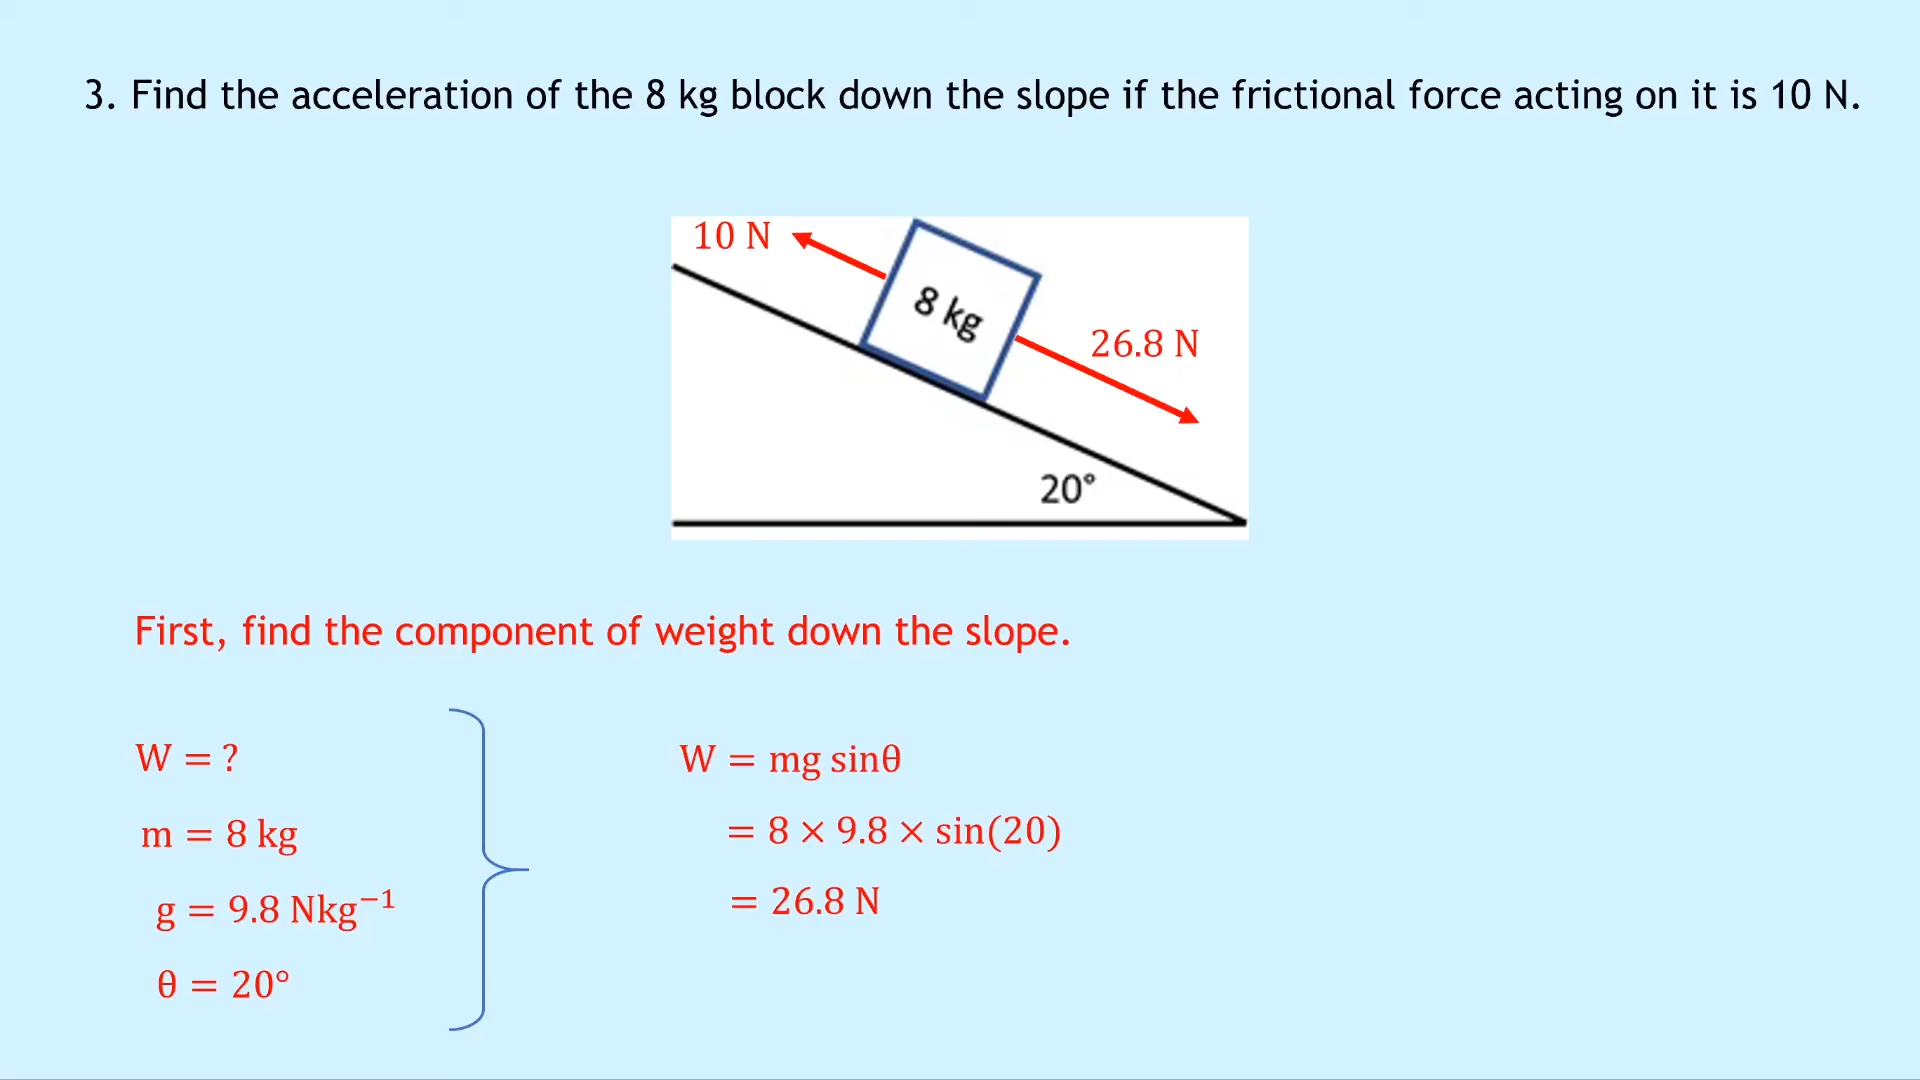 3. Find the acceleration of the 8 kg block down the slope if the frictional force acting on it is 10 N.
10 N
8 kg
26.8 N
20°
First, find the component of weight down the slope.
W = ?
m = 8 kg
g = 9.8 Nkg⁻¹
θ = 20°
W = mg sinθ
= 8 × 9.8 × sin(20)
= 26.8 N